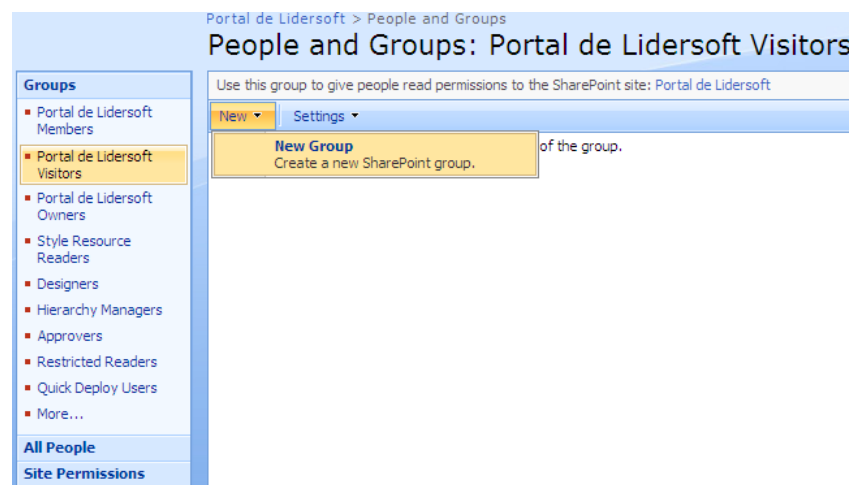 Portal de Lidersoft > People and Groups
People and Groups: Portal de Lidersoft Visitors
Groups
Portal de Lidersoft
Members
Portal de Lidersoft
Visitors
Portal de Lidersoft
Owners
Style Resource
Readers
Designers
Hierarchy Managers
Approvers
Restricted Readers
Quick Deploy Users
More...
All People
Site Permissions
Use this group to give people read permissions to the SharePoint site: Portal de Lidersoft
New Settings
New Group
Create a new SharePoint group.
of the group.